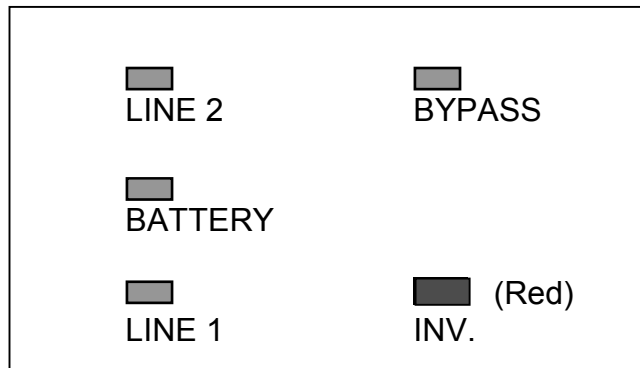 LINE 2
BYPASS
BATTERY
(Red)
LINE 1
INV.